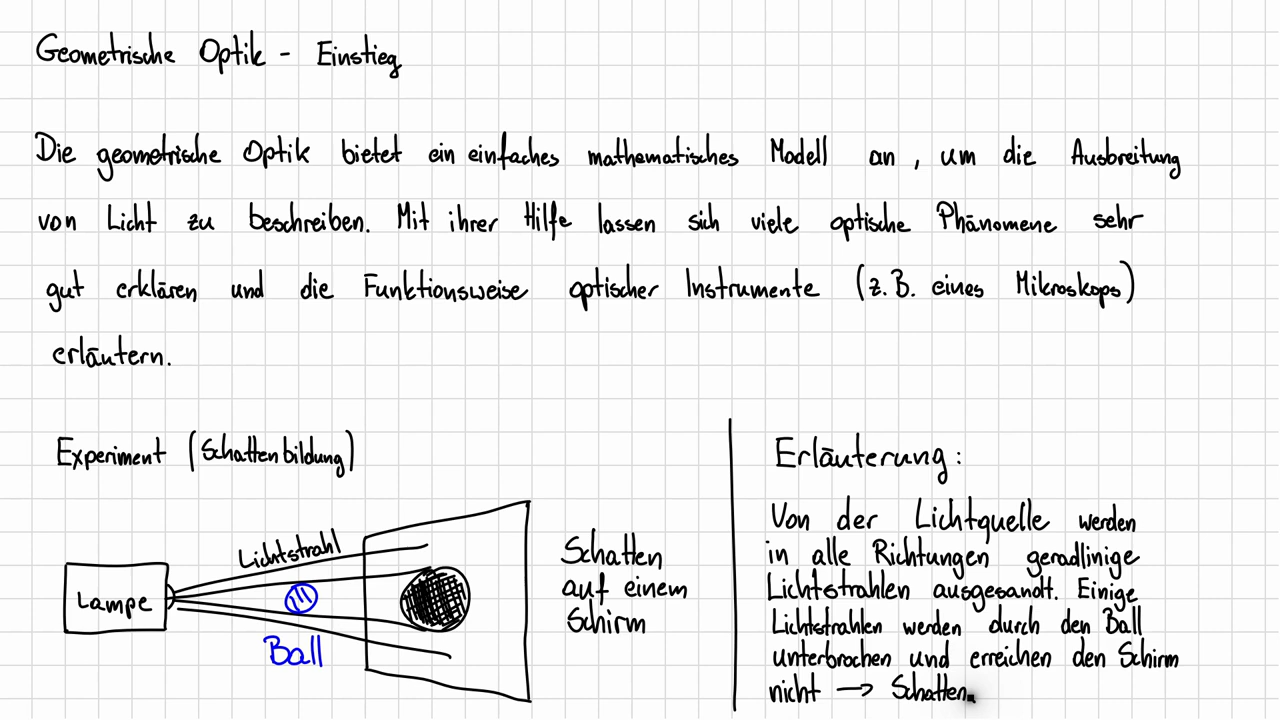 Geometrische Optik - Einstieg
Die geometrische Optik bietet ein einfaches mathematisches Modell an, um die Ausbreitung
von Licht zu beschreiben. Mit ihrer Hilfe lassen sich viele optische Phänomene sehr
gut erklären und die Funktionsweise optischer Instrumente (z.B. eines Mikroskops)
erläutern.
Experiment (Schattenbildung)
Lichtstrahl
Lampe
Ball
Schatten
auf einem
Schirm
Erläuterung:
Von der Lichtquelle werden
in alle Richtungen geradlinige
Lichtstrahlen ausgesandt. Einige
Lichtstrahlen werden durch den Ball
unterbrochen und erreichen den Schirm
nicht → Schatten.